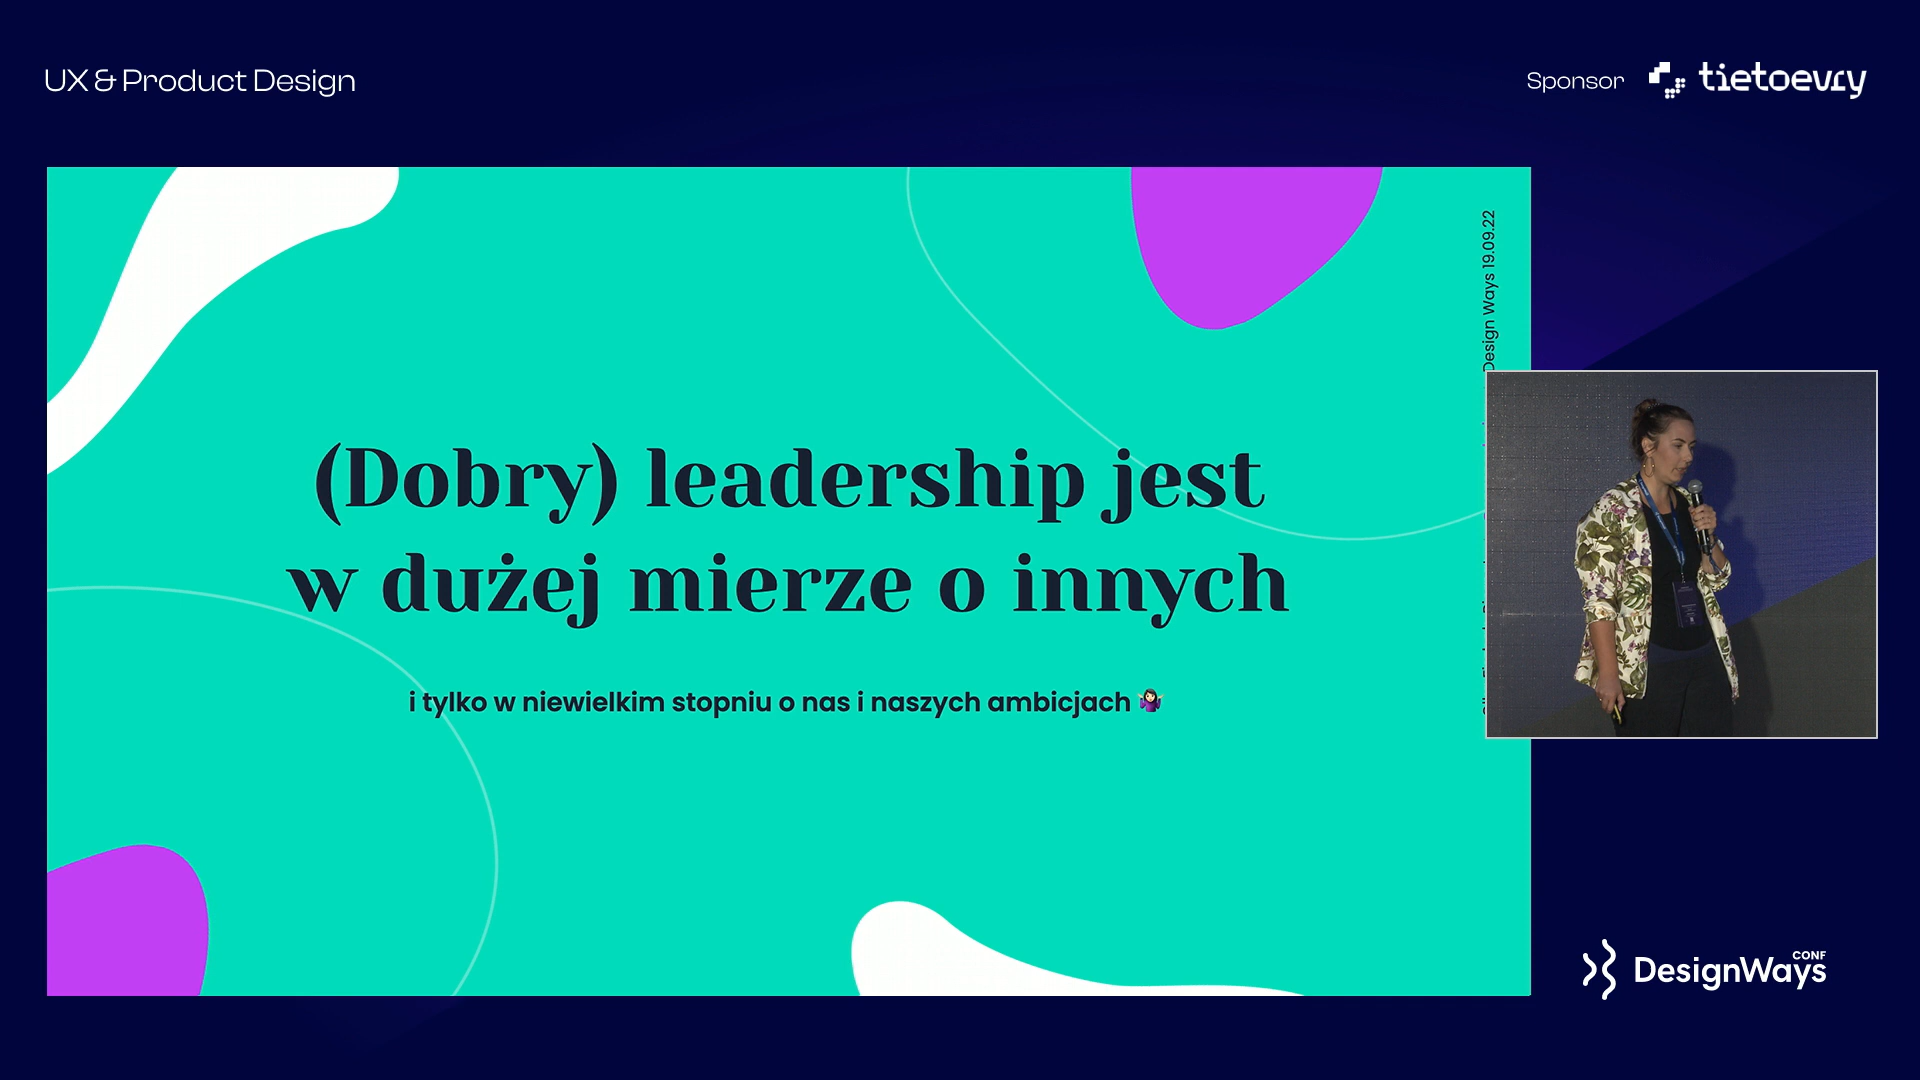 UX & Product Design
Sponsor tietoevry
Design Ways 19.09.22
(Dobry) leadership jest
w dużej mierze o innych
i tylko w niewielkim stopniu o nas i naszych ambicjach 🤷🏻‍♀️
DesignWays CONF